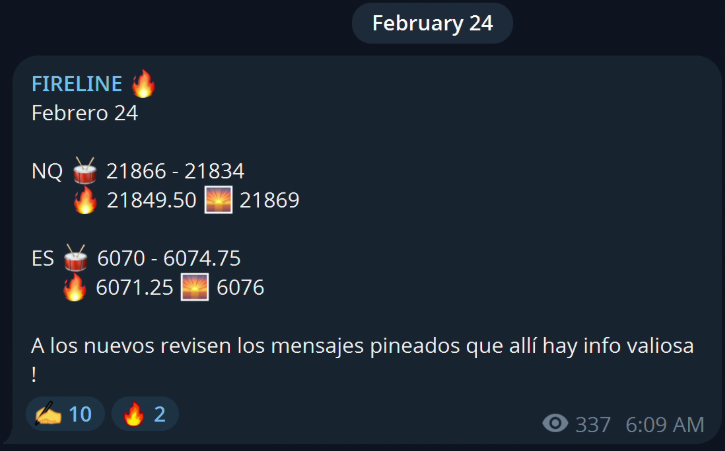 February 24
FIRELINE 🔥
Febrero 24
NQ 🥁 21866 - 21834
🔥 21849.50 🌅 21869
ES 🥁 6070 - 6074.75
🔥 6071.25 🌅 6076
A los nuevos revisen los mensajes pineados que allí hay info valiosa
!
✍️ 10 🔥 2 337 6:09 AM